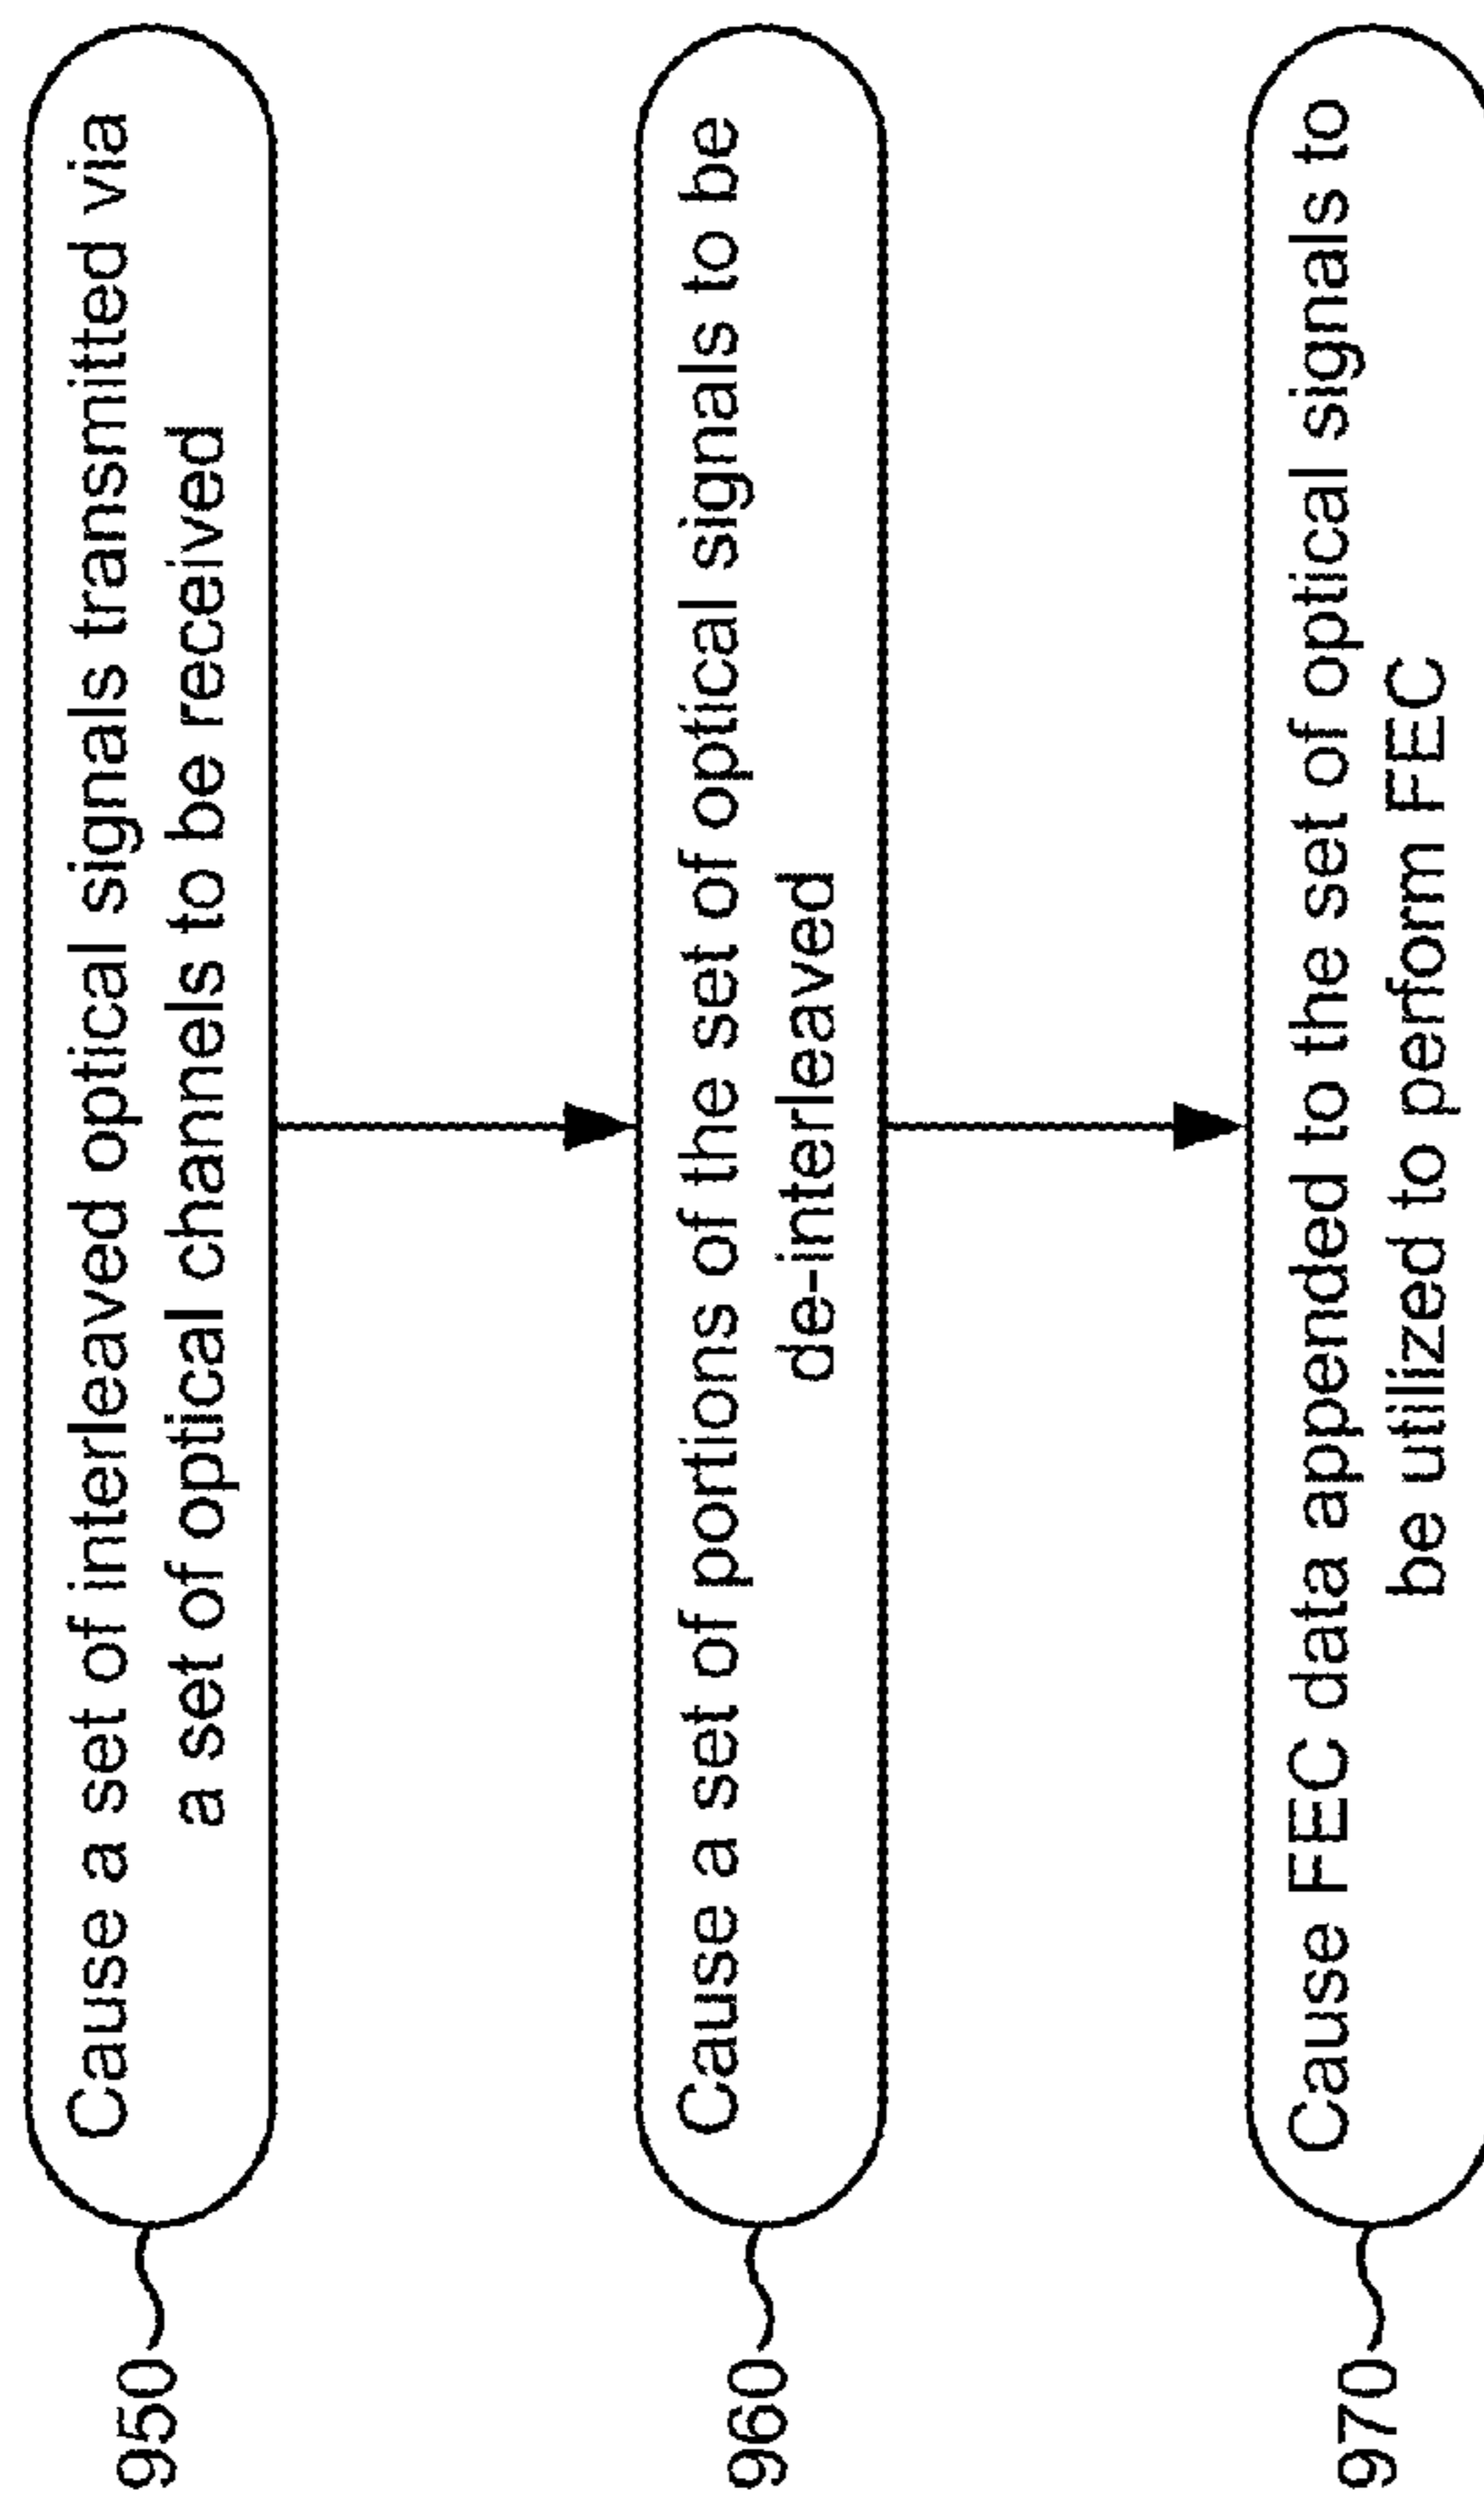 950
Cause a set of interleaved optical signals transmitted via
a set of optical channels to be received
960
Cause a set of portions of the set of optical signals to be
de-interleaved
970
Cause FEC data appended to the set of optical signals to
be utilized to perform FEC